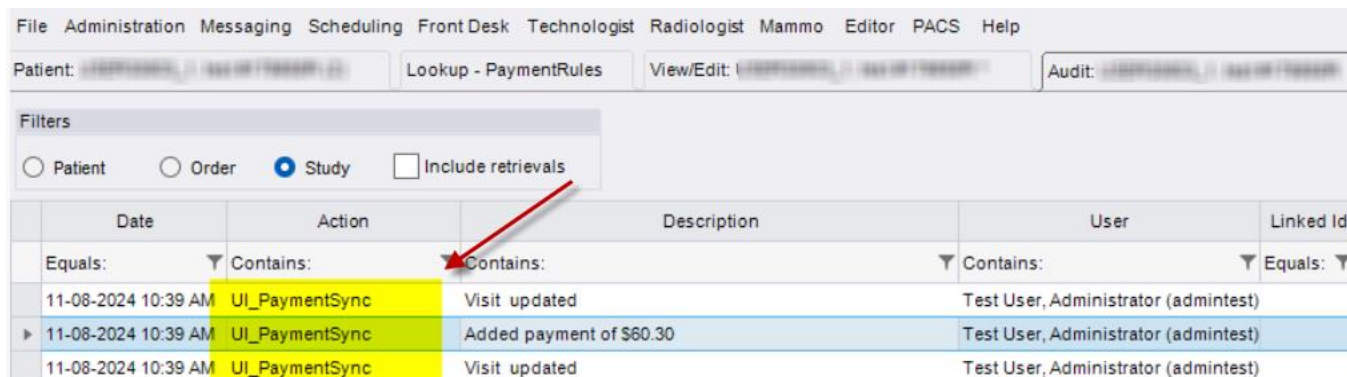 File Administration Messaging Scheduling Front Desk Technologist Radiologist Mammo Editor PACS Help
Patient: Lookup - PaymentRules View/Edit: Audit:
Filters
Patient Order Study Include retrievals
Date Action Description User Linked Id
Equals: Contains: Contains: Contains: Equals:
11-08-2024 10:39 AM UI_PaymentSync Visit updated Test User, Administrator (admintest)
11-08-2024 10:39 AM UI_PaymentSync Added payment of $60.30 Test User, Administrator (admintest)
11-08-2024 10:39 AM UI_PaymentSync Visit updated Test User, Administrator (admintest)